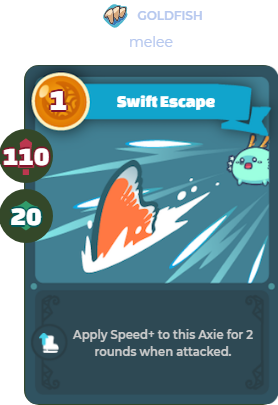 GOLDFISH
melee
1
Swift Escape
110
20
Apply Speed+ to this Axie for 2
rounds when attacked.